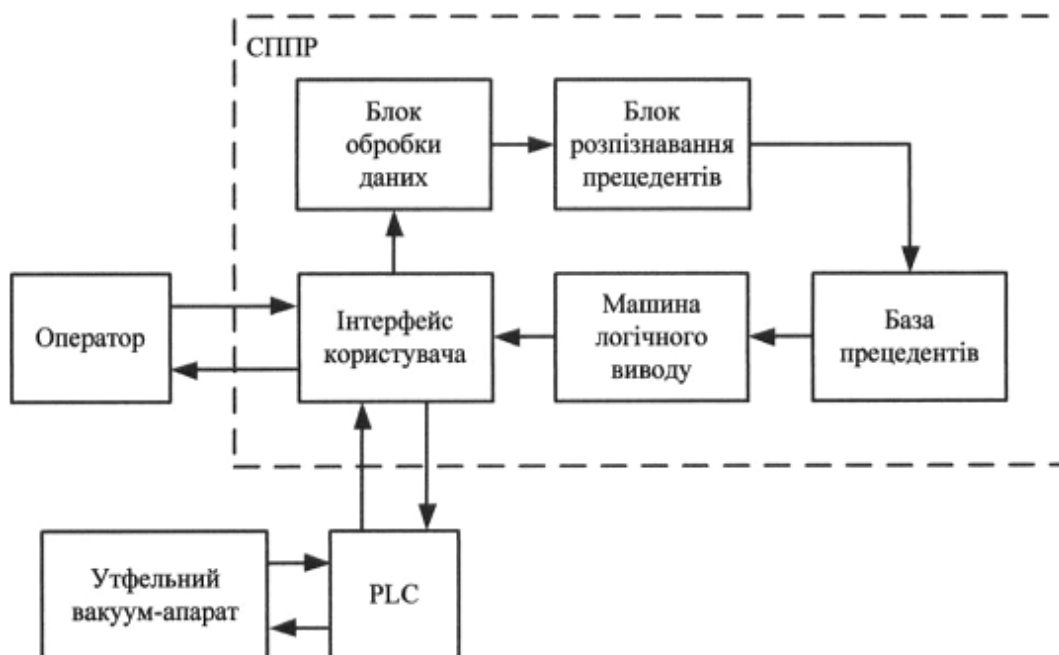 СППР
Блок
обробки
даних
Блок
розпізнавання
прецедентів
Оператор
Інтерфейс
користувача
Машина
логічного
виводу
База
прецедентів
Утфельний
вакуум-апарат
PLC